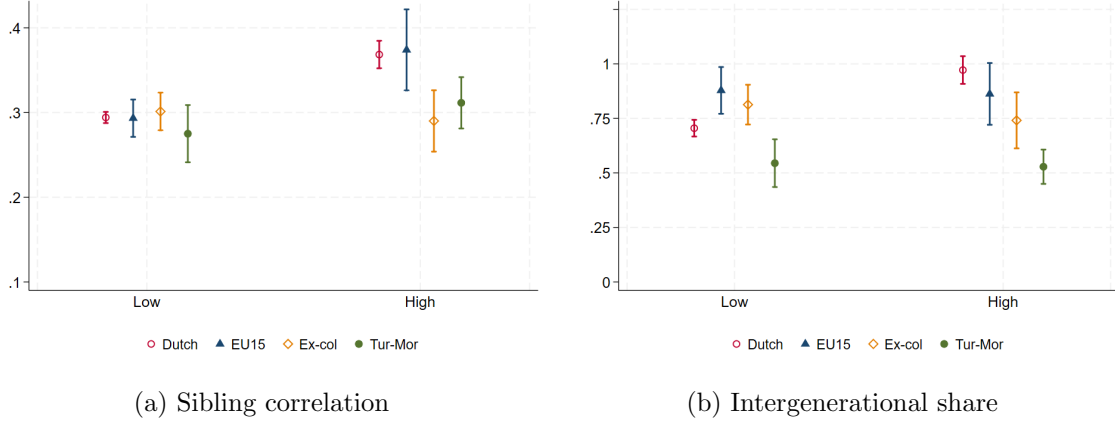 .4
.3
.2
.1
Low High
Dutch EU15 Ex-col Tur-Mor
(a) Sibling correlation
1
.75
.5
.25
0
Low High
Dutch EU15 Ex-col Tur-Mor
(b) Intergenerational share